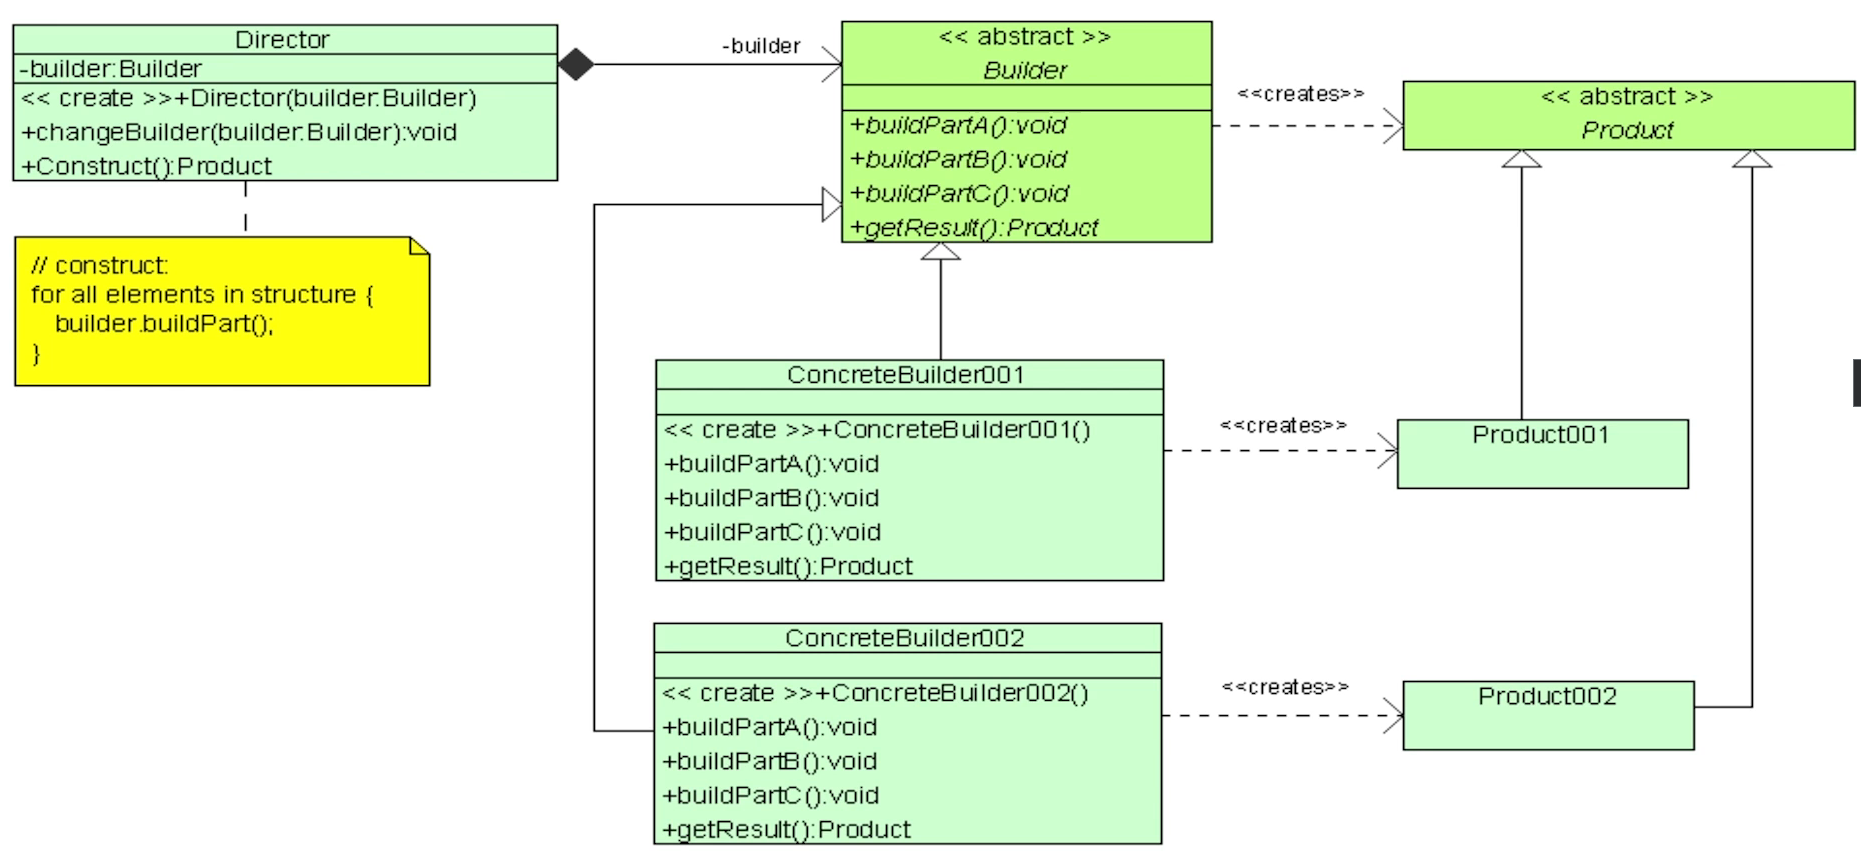 Director
-builder:Builder
<< create >>+Director(builder:Builder)
+changeBuilder(builder:Builder):void
+Construct():Product
// construct:
for all elements in structure {
builder.buildPart();
}
-builder
<< abstract >>
Builder
+buildPartA():void
+buildPartB():void
+buildPartC():void
+getResult():Product
<<creates>>
<< abstract >>
Product
ConcreteBuilder001
<< create >>+ConcreteBuilder001()
+buildPartA():void
+buildPartB():void
+buildPartC():void
+getResult():Product
<<creates>>
Product001
ConcreteBuilder002
<< create >>+ConcreteBuilder002()
+buildPartA():void
+buildPartB():void
+buildPartC():void
+getResult():Product
<<creates>>
Product002